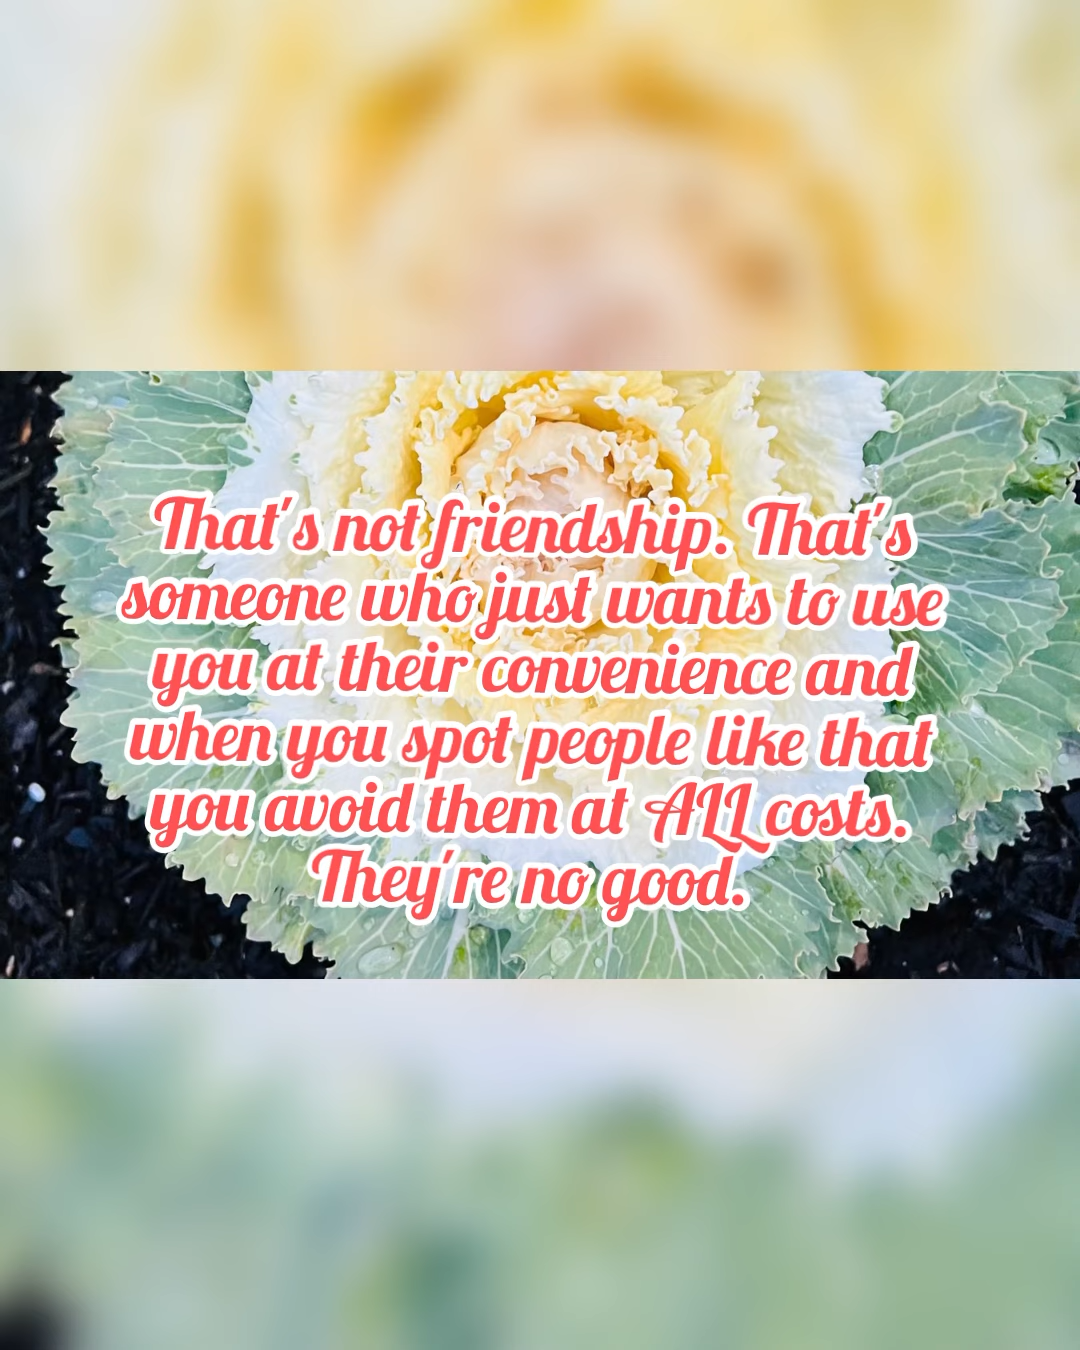 That's not friendship. That's
someone who just wants to use
you at their convenience and
when you spot people like that
you avoid them at ALL costs.
They're no good.